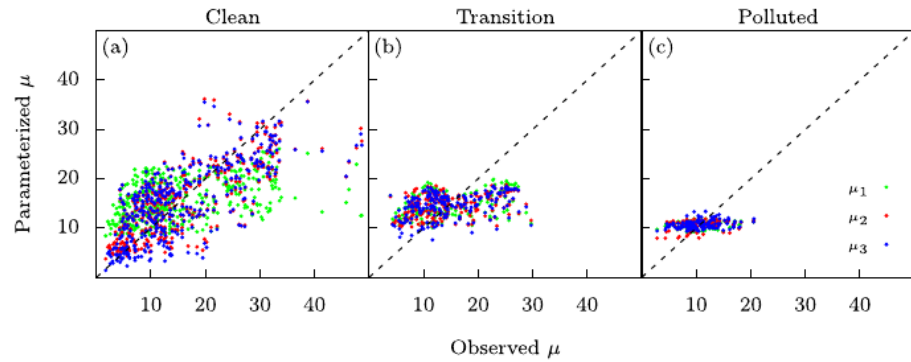 Clean Transition Polluted
(a) (b) (c)
40
30
20
10
Parameterized μ
μ1
μ2
μ3
10 20 30 40 10 20 30 40 10 20 30 40
Observed μ